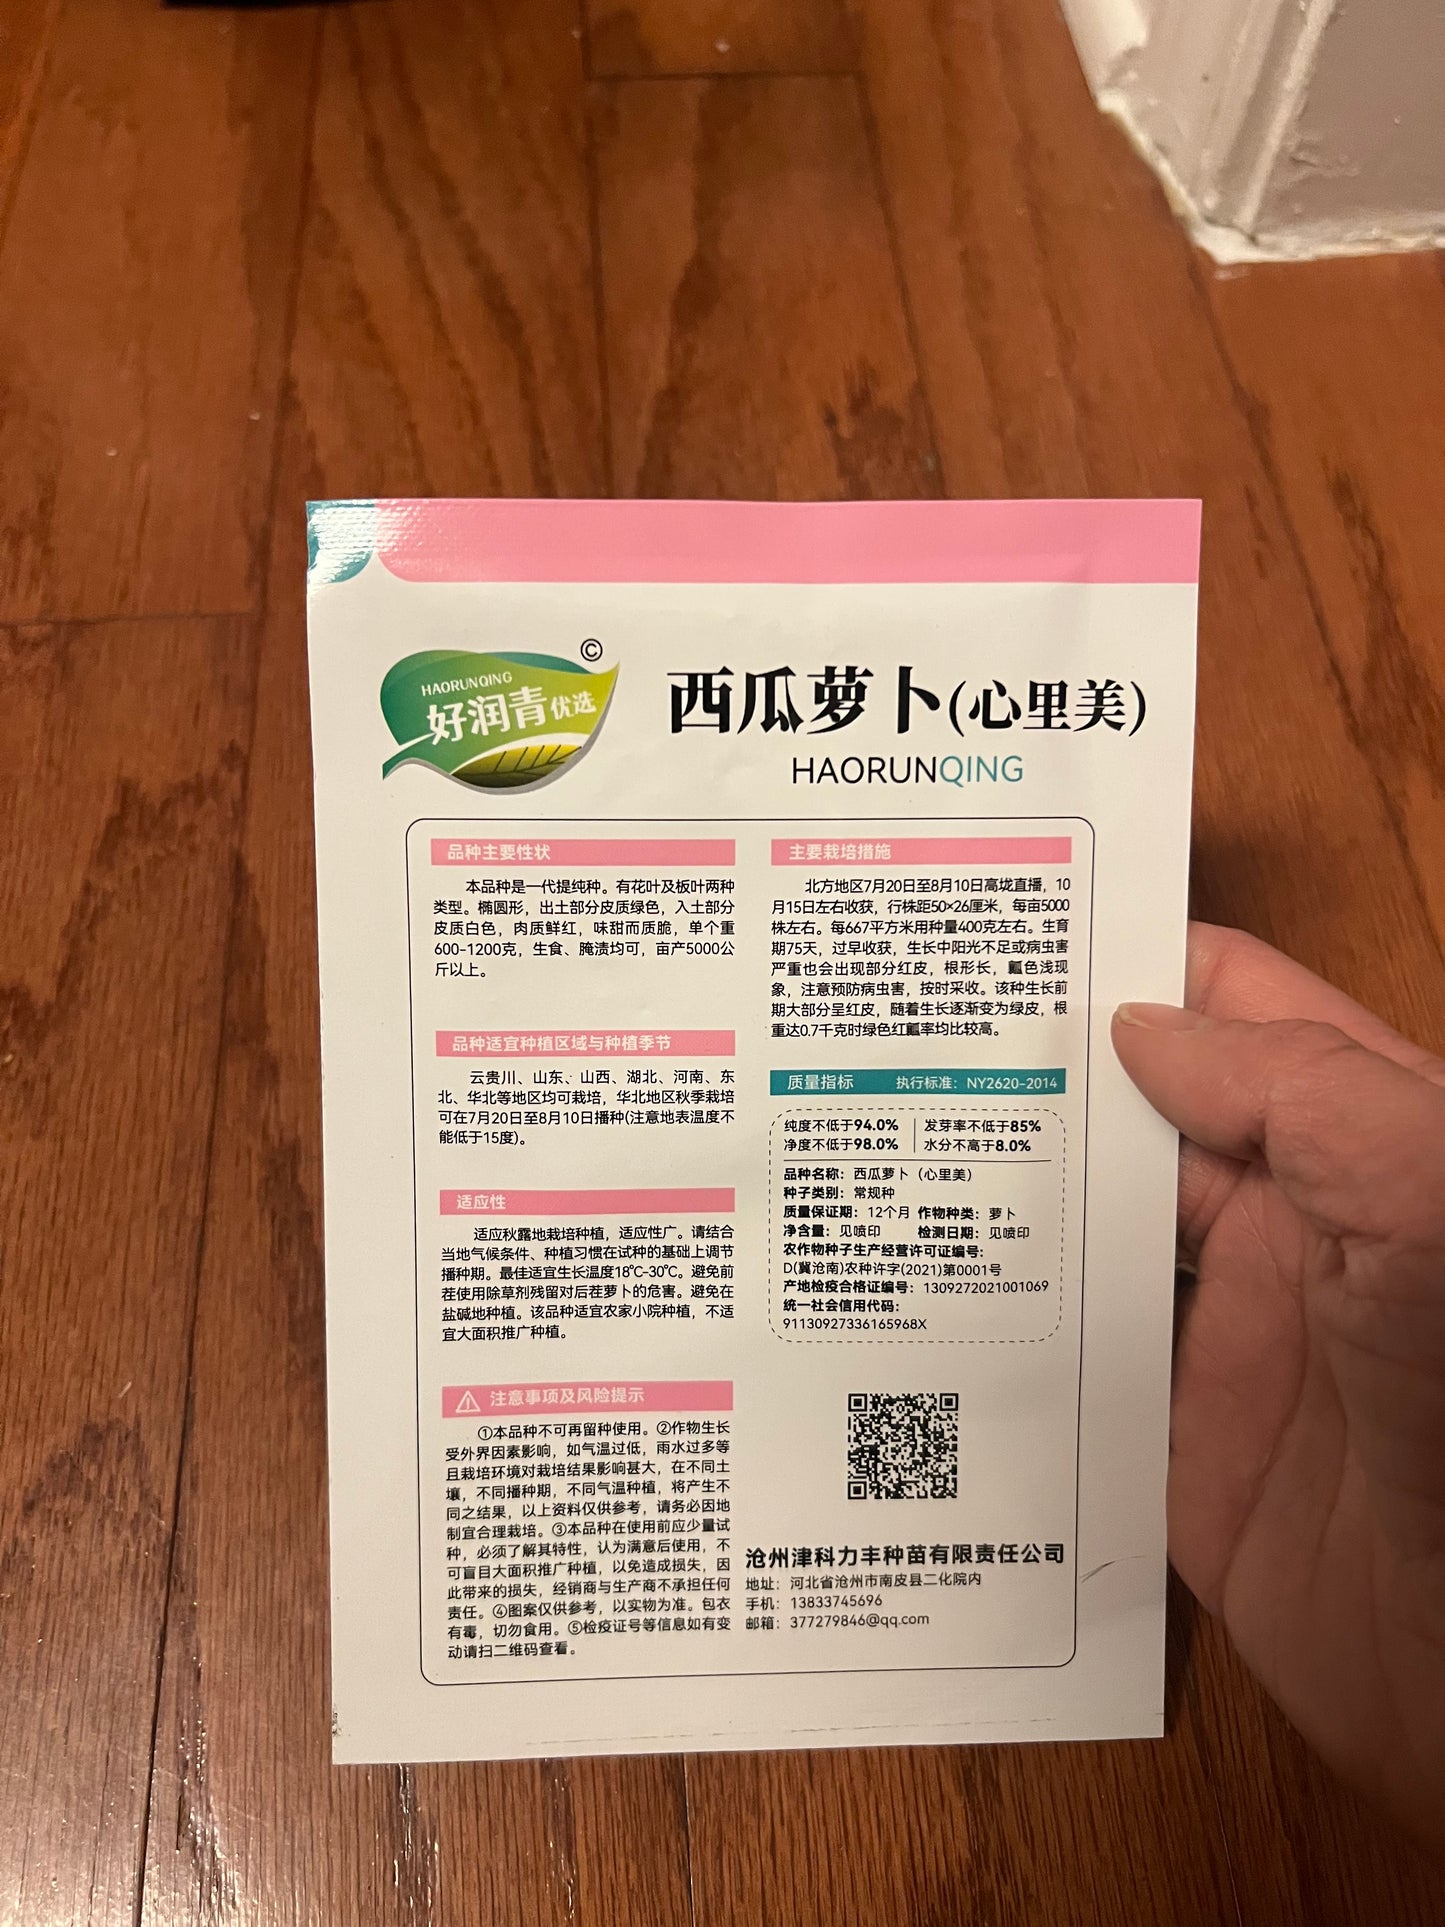 ©
HAORUNQING
好润青优选
西瓜萝卜(心里美)
HAORUNQING
品种主要性状
本品种是一代提纯种。有花叶及板叶两种
类型。椭圆形，出土部分皮质绿色，入土部分
皮质白色，肉质鲜红，味甜而质脆，单个重
600-1200克，生食、腌渍均可，亩产5000公
斤以上。
品种适宜种植区域与种植季节
云贵川、山东、山西、湖北、河南、东
北、华北等地区均可栽培，华北地区秋季栽培
可在7月20日至8月10日播种(注意地表温度不
能低于15度)。
适应性
适应秋露地栽培种植，适应性广。请结合
当地气候条件、种植习惯在试种的基础上调节
播种期。最佳适宜生长温度18℃-30℃。避免前
茬使用除草剂残留对后茬萝卜的危害。避免在
盐碱地种植。该品种适宜农家小院种植，不适
宜大面积推广种植。
注意事项及风险提示
①本品种不可再留种使用。②作物生长
受外界因素影响，如气温过低，雨水过多等
且栽培环境对栽培结果影响甚大，在不同土
壤，不同播种期，不同气温种植，将产生不
同之结果，以上资料仅供参考，请务必因地
制宜合理栽培。③本品种在使用前应少量试
种，必须了解其特性，认为满意后使用，不
可盲目大面积推广种植，以免造成损失，因
此带来的损失，经销商与生产商不承担任何
责任。④图案仅供参考，以实物为准。包衣
有毒，切勿食用。⑤检疫证号等信息如有变
动请扫二维码查看。
主要栽培措施
北方地区7月20日至8月10日高垅直播，10
月15日左右收获，行株距50×26厘米，每亩5000
株左右。每667平方米用种量400克左右。生育
期75天，过早收获，生长中阳光不足或病虫害
严重也会出现部分红皮，根形长，瓤色浅现
象，注意预防病虫害，按时采收。该种生长前
期大部分呈红皮，随着生长逐渐变为绿皮，根
重达0.7千克时绿色红瓤率均比较高。
质量指标 执行标准：NY2620-2014
纯度不低于94.0% 发芽率不低于85%
净度不低于98.0% 水分不高于8.0%
品种名称：西瓜萝卜（心里美）
种子类别：常规种
质量保证期：12个月 作物种类：萝卜
净含量：见喷印 检测日期：见喷印
农作物种子生产经营许可证编号：
D(冀沧南)农种许字(2021)第0001号
产地检疫合格证编号：1309272021001069
统一社会信用代码：
91130927336165968X
沧州津科力丰种苗有限责任公司
地址：河北省沧州市南皮县二化院内
手机：13833745696
邮箱：377279846@qq.com